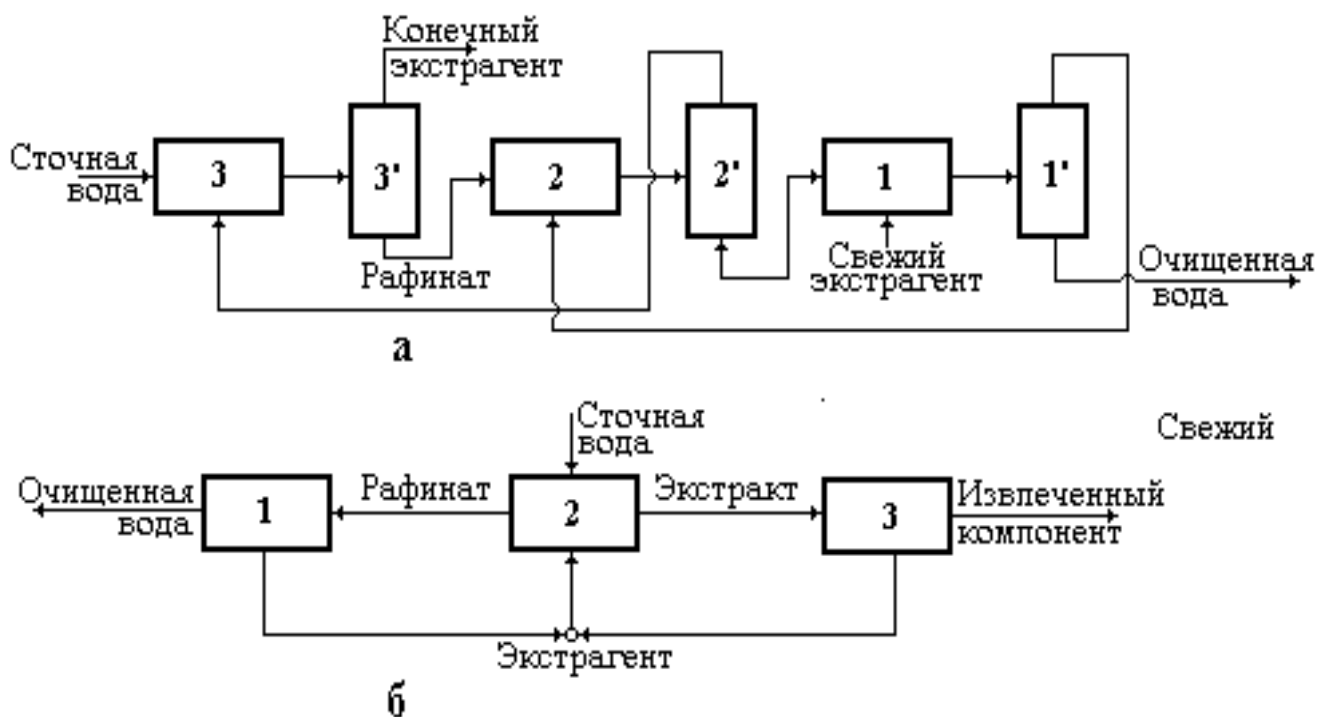 Конечный
экстрагент
Сточная
вода
3
3'
2
2'
1
1'
Рафинат
Свежий
экстрагент
Очищенная
вода
а
Сточная
вода
Свежий
Очищенная
вода
1
Рафинат
2
Экстракт
3
Извлеченный
компонент
Экстрагент
б